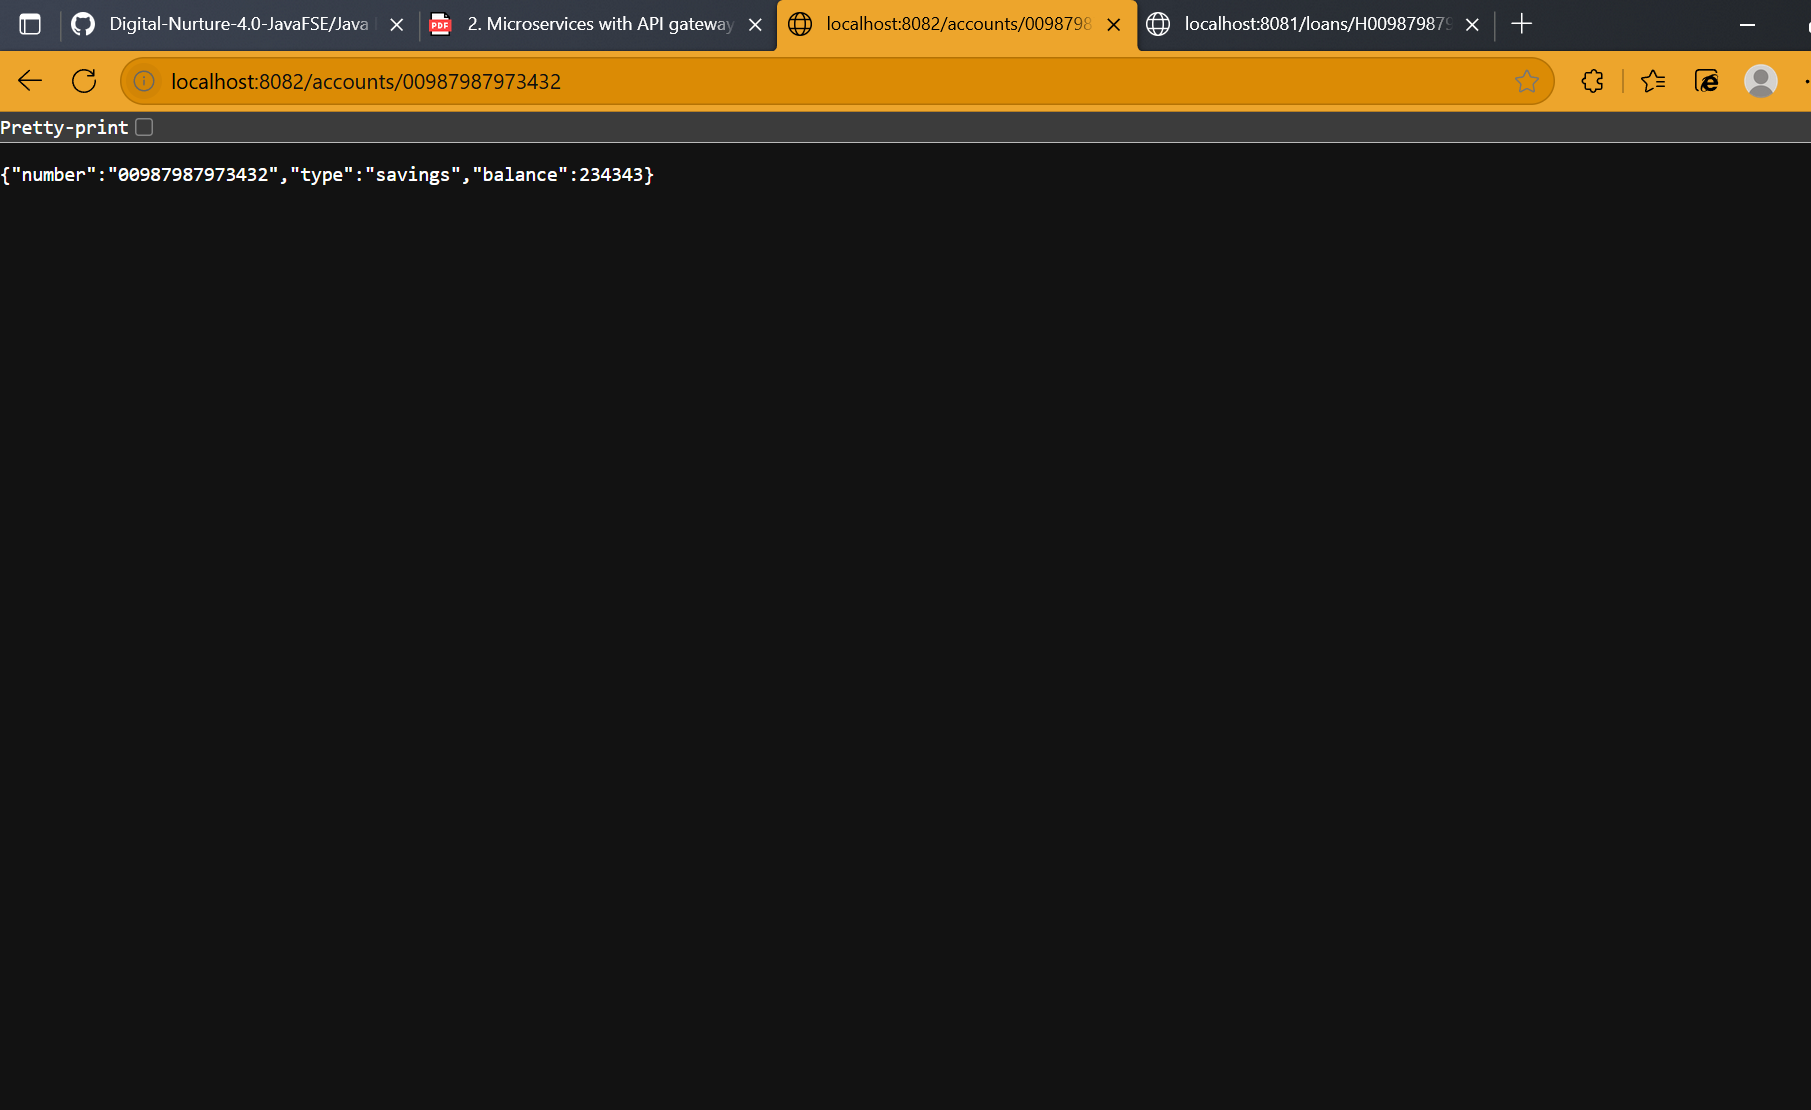 Digital-Nurture-4.0-JavaFSE/Java
2. Microservices with API gateway
localhost:8082/accounts/0098798
localhost:8081/loans/H009879879
localhost:8082/accounts/00987987973432
Pretty-print
{"number":"00987987973432","type":"savings","balance":234343}